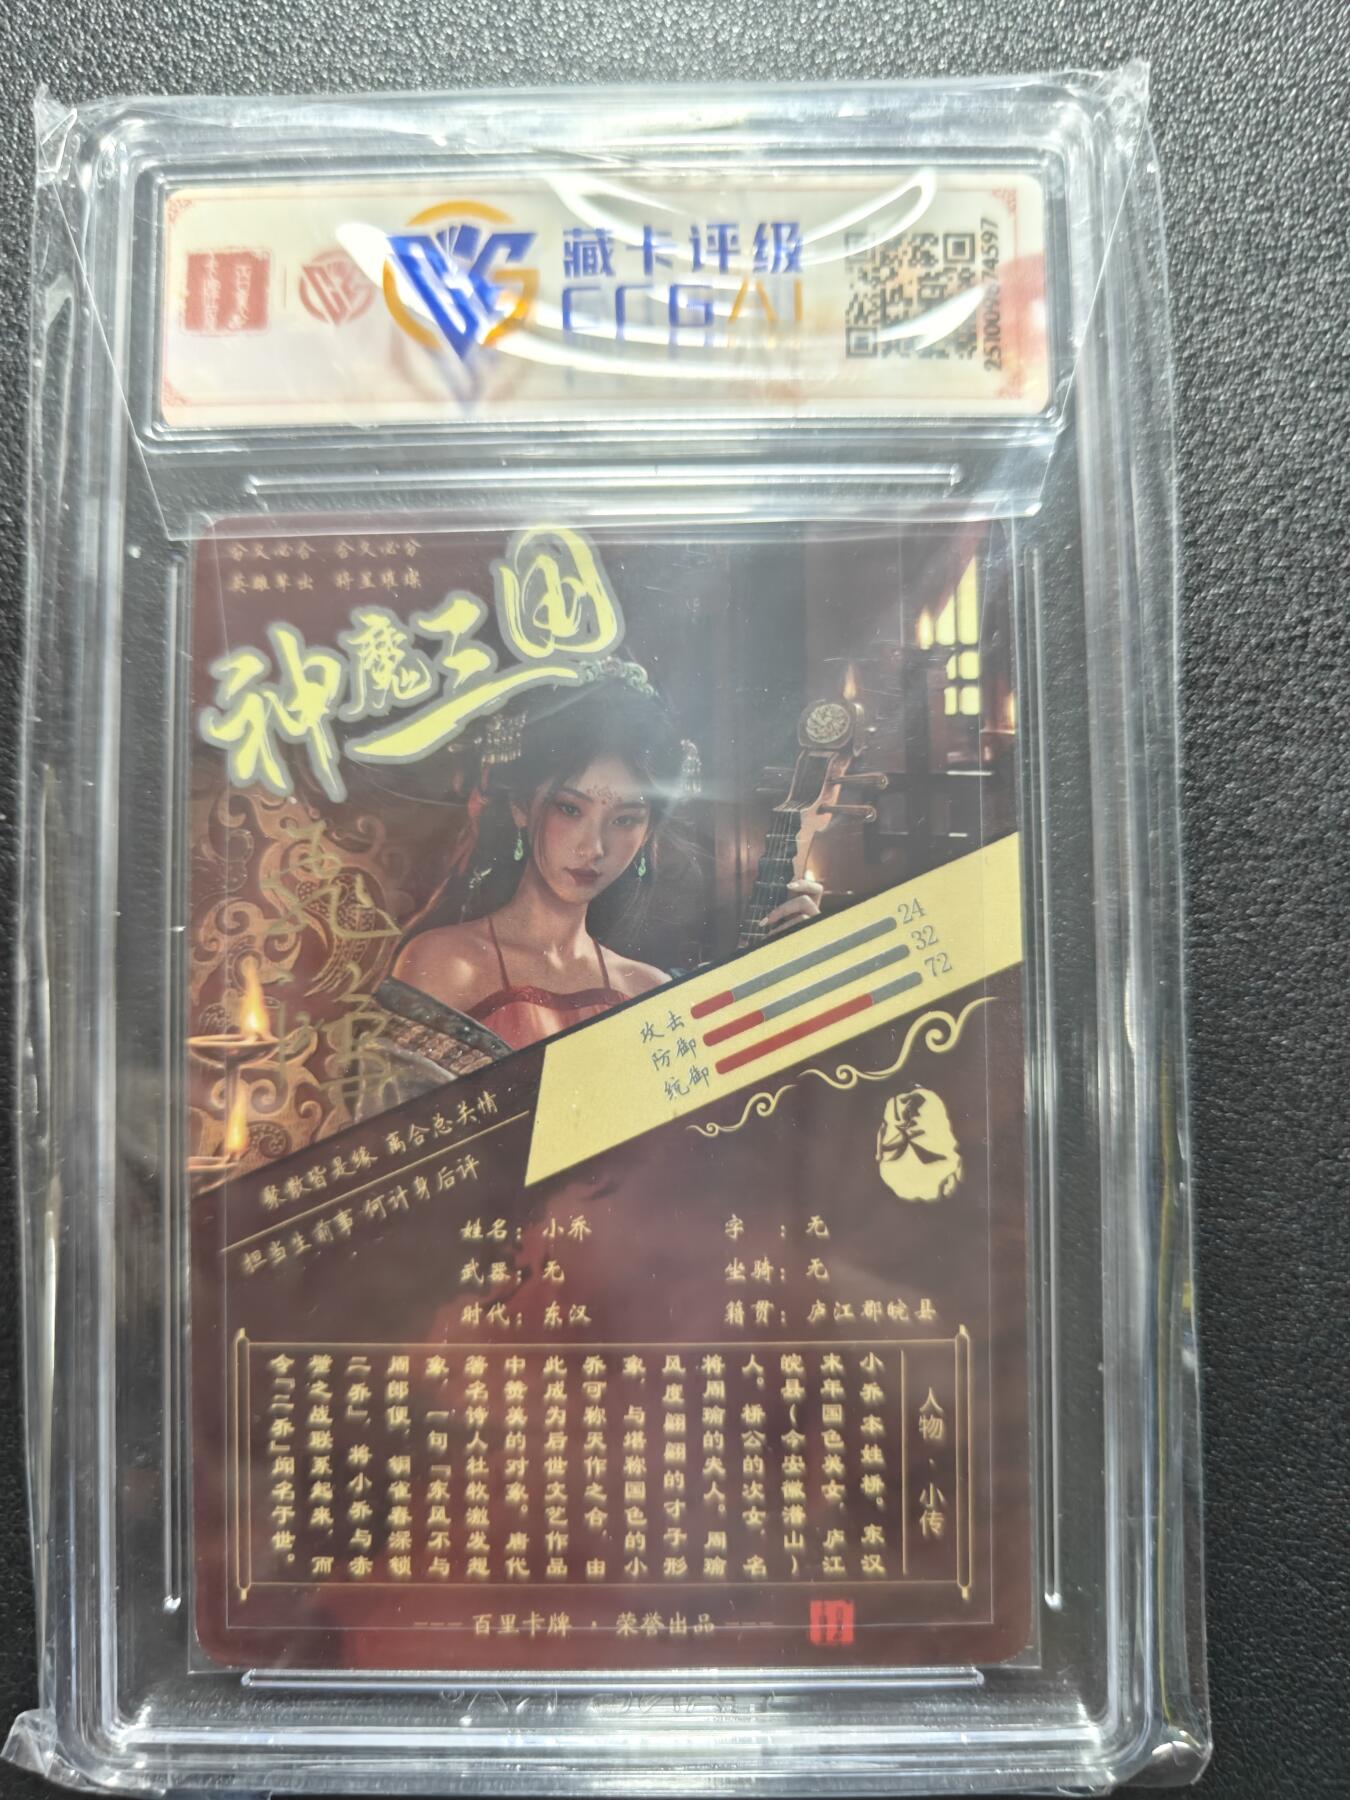 藏卡评级
CCGAI
2510092874597
分久必合 合久必分
英雄辈出 将星璀璨
神魔三国
24
32
72
攻击
防御
统御
聚散皆是缘 离合总关情
担当生前事 何计身后评
吴
姓名：小乔
字：无
武器：无
坐骑：无
时代：东汉
籍贯：庐江郡皖县
人物·小传
小乔本姓桥。东汉
末年国色美女，庐江
皖县（今安徽潜山）
人。桥公的次女，名
将周瑜的夫人。周瑜
风度翩翩的才子形
象，与堪称国色的小
乔可称天作之合，由
此成为后世文艺作品
中赞美的对象。唐代
著名诗人杜牧激发想
象，一句「东风不与
周郎便，铜雀春深锁
二乔」，将小乔与赤
壁之战联系起来，而
令「二乔」闻名于世。
百里卡牌 · 荣誉出品